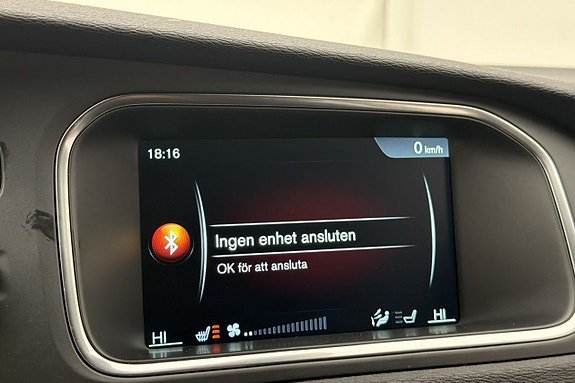 18:16
0 km/h
Ingen enhet ansluten
OK för att ansluta
HI
HI